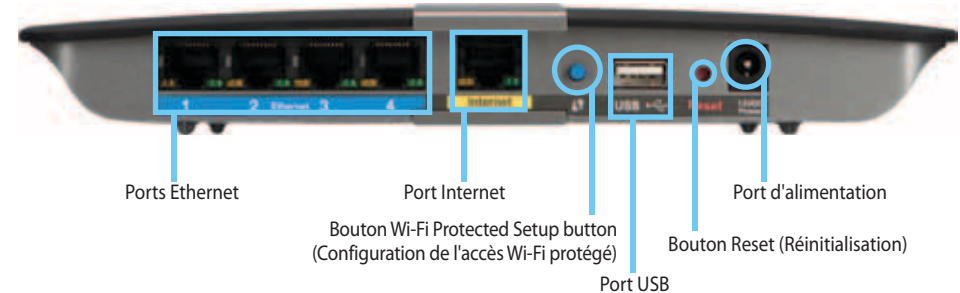 1 2 Ethernet 3 4
Internet
USB
Reset
Ports Ethernet
Port Internet
Port d'alimentation
Bouton Wi-Fi Protected Setup button
(Configuration de l'accès Wi-Fi protégé)
Bouton Reset (Réinitialisation)
Port USB